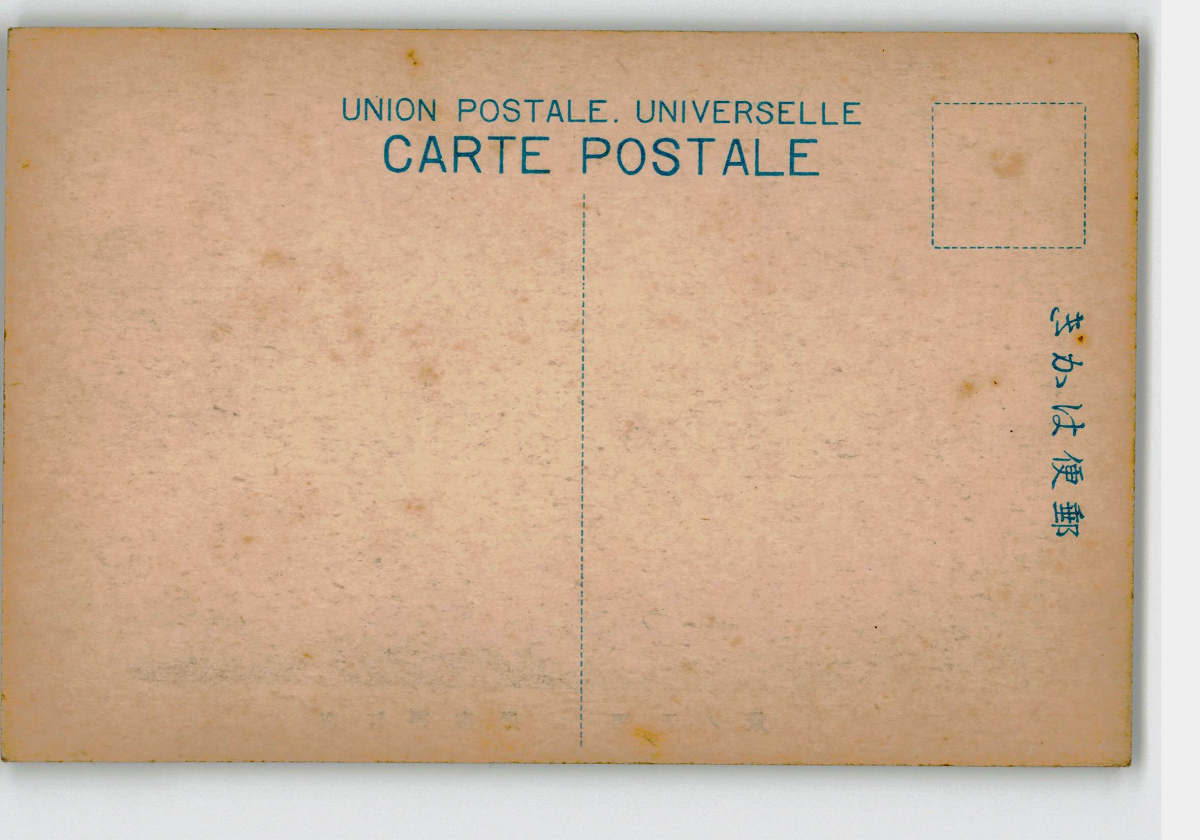 UNION POSTALE. UNIVERSELLE
CARTE POSTALE
郵便はかき